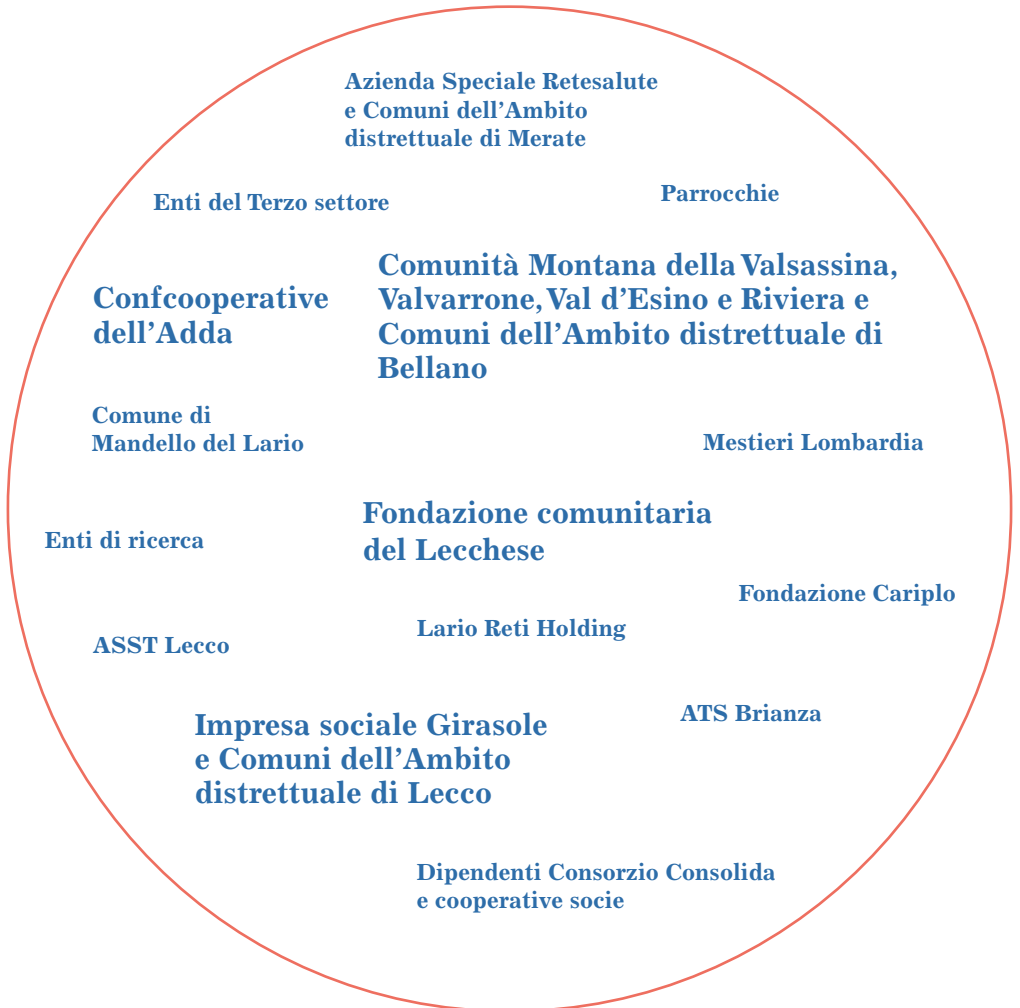 Azienda Speciale Retesalute
e Comuni dell'Ambito
distrettuale di Merate
Enti del Terzo settore
Parrocchie
Comunità Montana della Valsassina,
Valvarrone, Val d'Esino e Riviera e
Comuni dell'Ambito distrettuale di
Bellano
Confcooperative
dell'Adda
Comune di
Mandello del Lario
Mestieri Lombardia
Fondazione comunitaria
del Lecchese
Enti di ricerca
Fondazione Cariplo
Lario Reti Holding
ASST Lecco
Impresa sociale Girasole
e Comuni dell'Ambito
distrettuale di Lecco
ATS Brianza
Dipendenti Consorzio Consolida
e cooperative socie